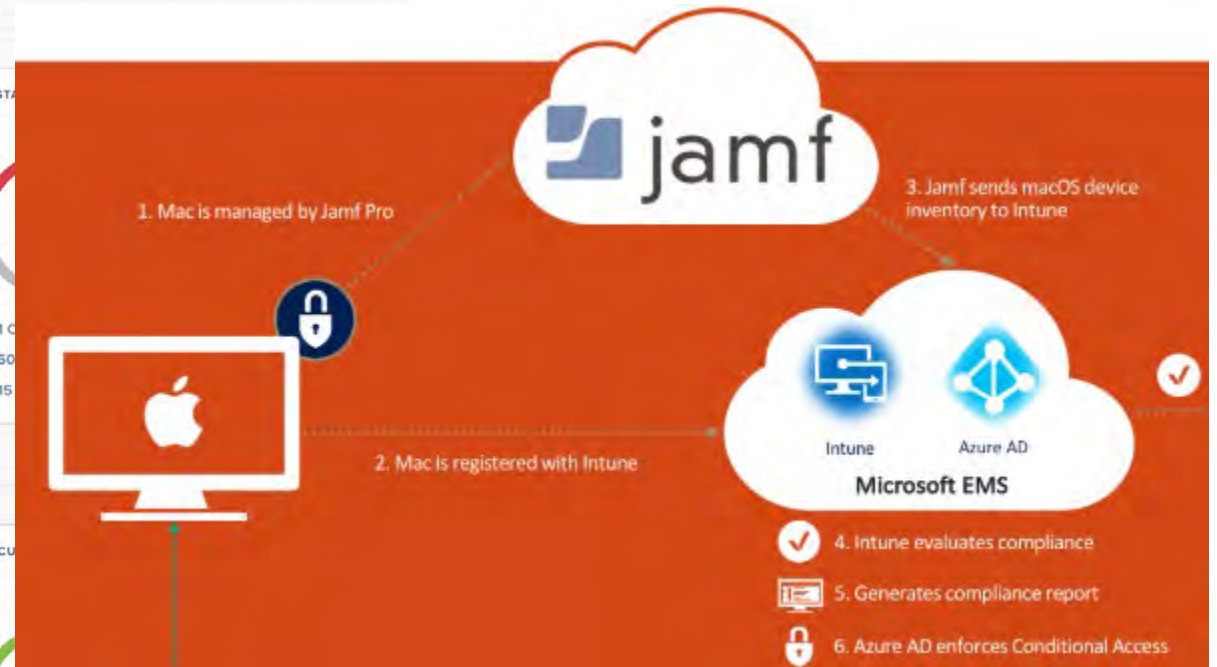 jamf
1. Mac is managed by Jamf Pro
3. Jamf sends macOS device
inventory to Intune
2. Mac is registered with Intune
Intune
Azure AD
Microsoft EMS
4. Intune evaluates compliance
5. Generates compliance report
6. Azure AD enforces Conditional Access